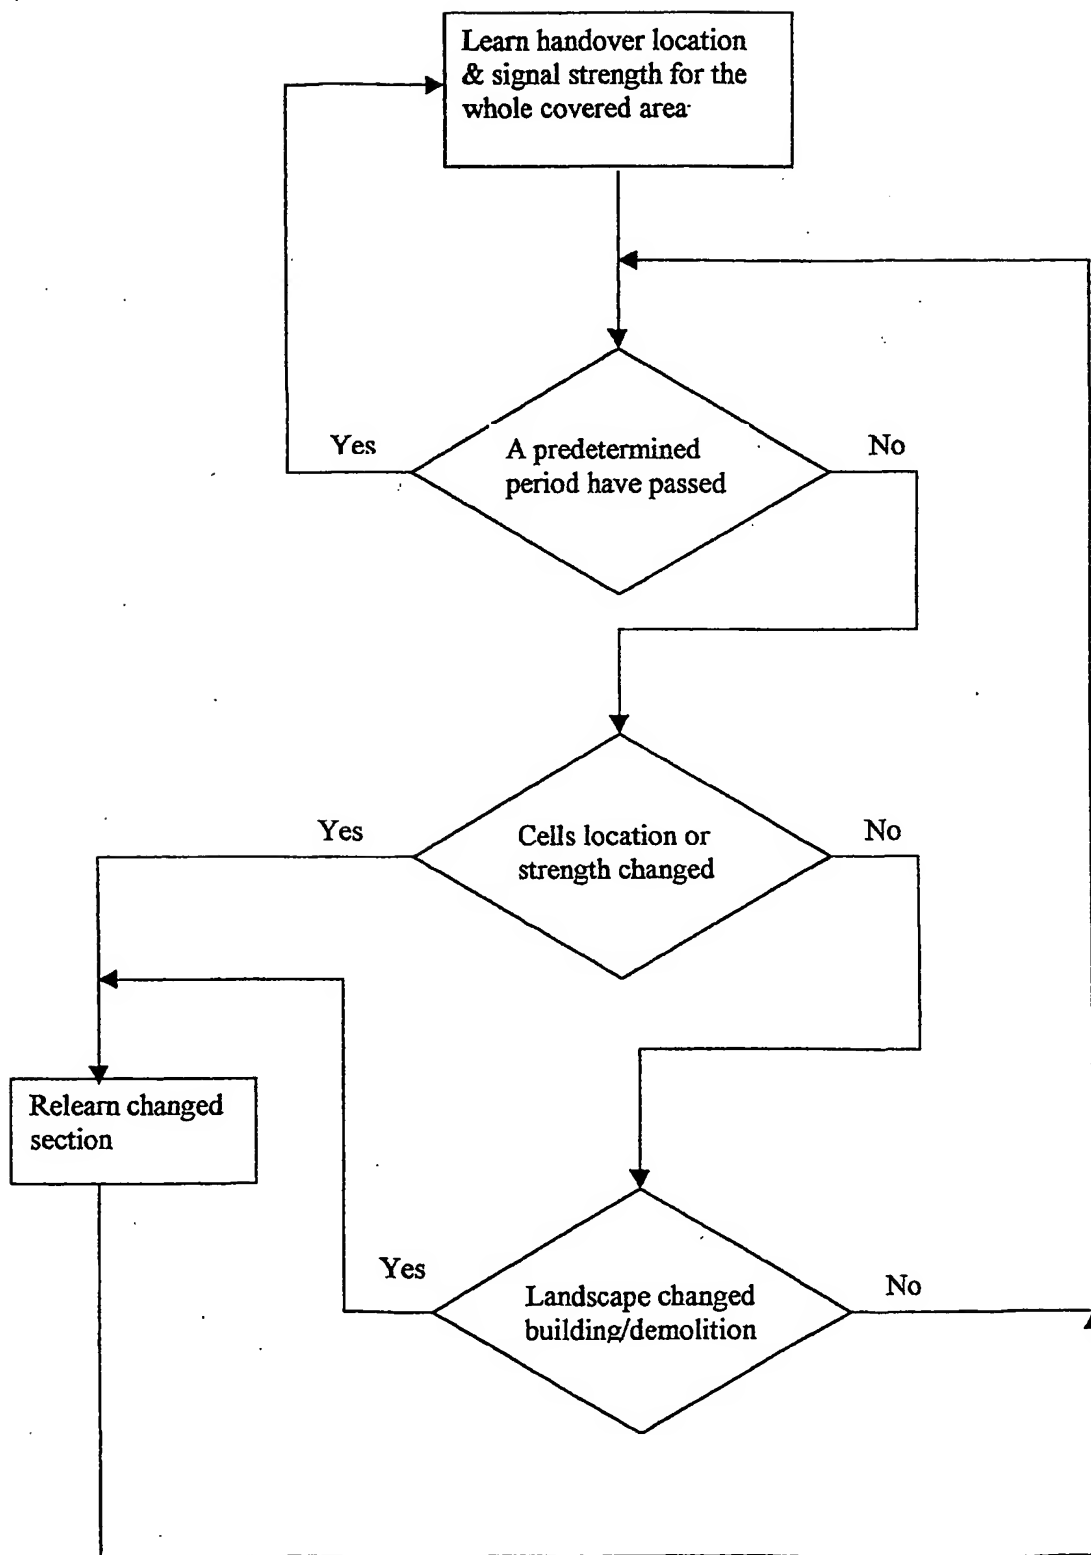 Learn handover location
& signal strength for the
whole covered area
Yes
A predetermined
period have passed
No
Yes
Cells location or
strength changed
No
Relearn changed
section
Yes
Landscape changed
building/demolition
No